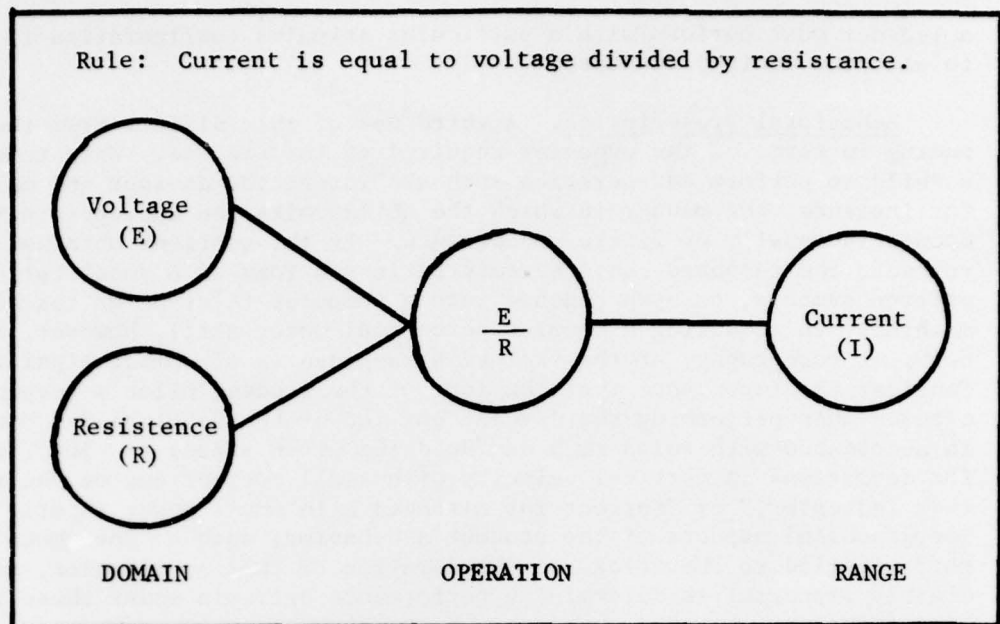 Rule: Current is equal to voltage divided by resistance.
Voltage
(E)
E
R
Current
(I)
Resistence
(R)
DOMAIN OPERATION RANGE